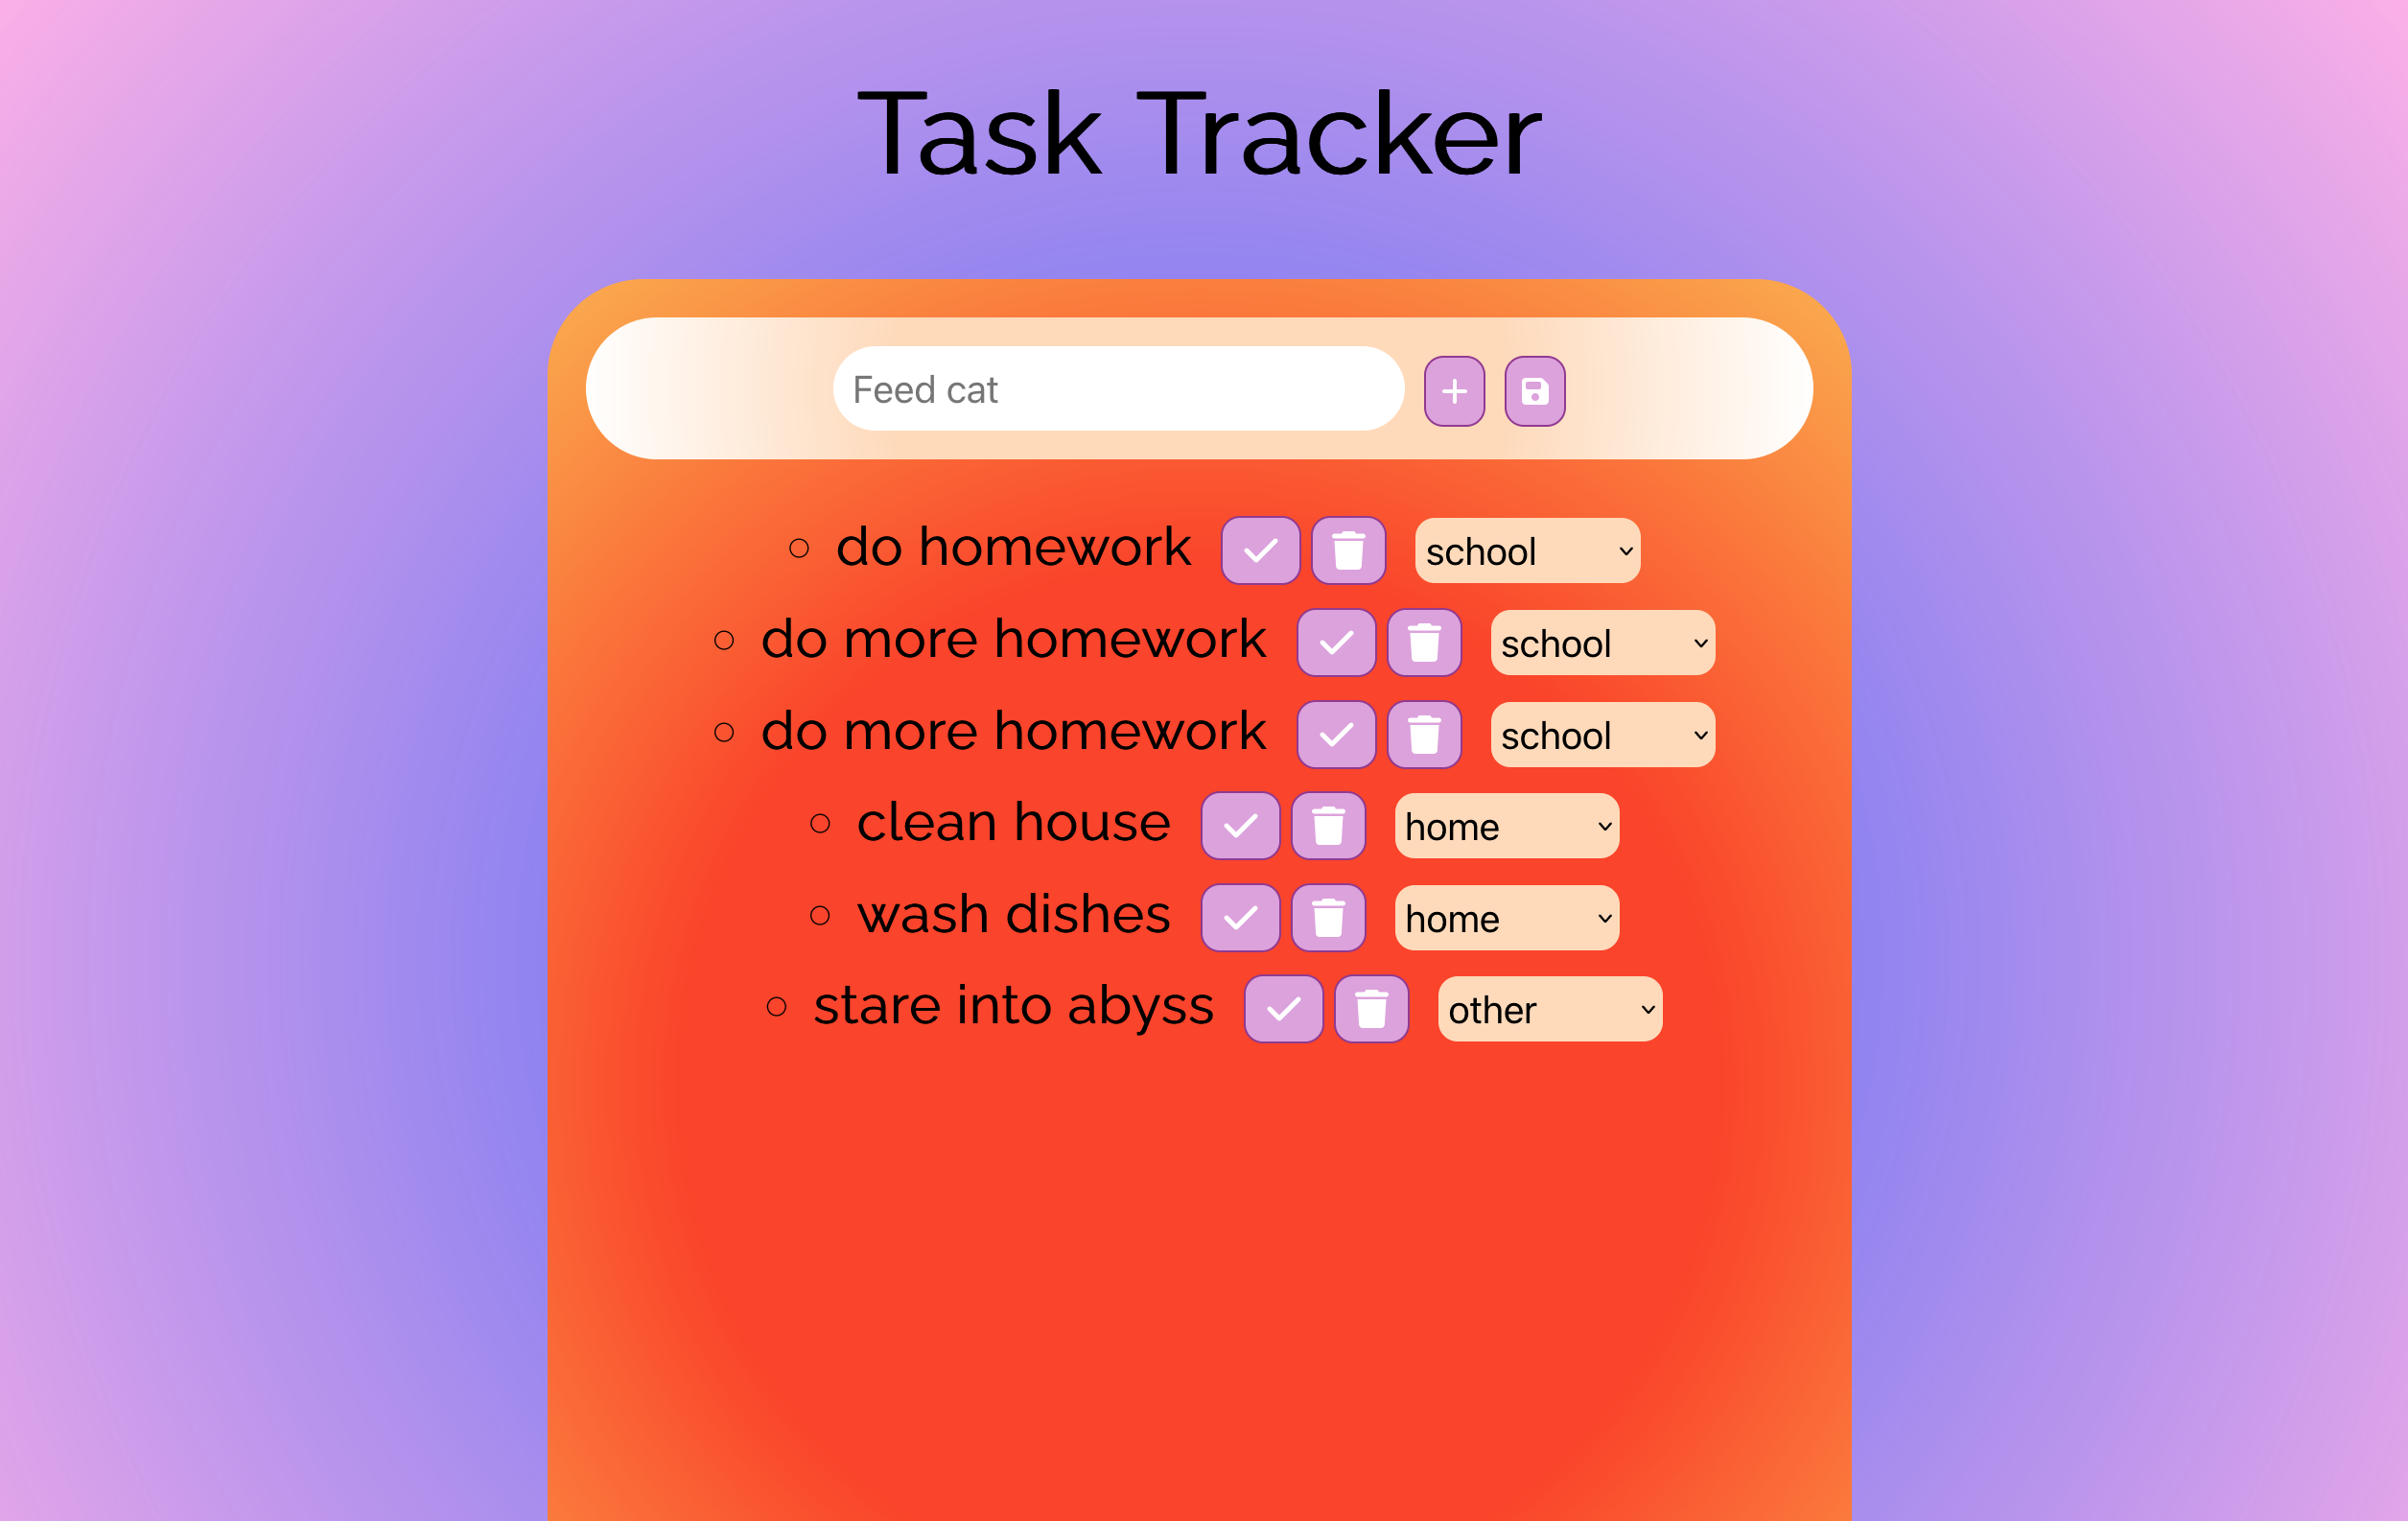 Task Tracker
Feed cat
do homework school
do more homework school
do more homework school
clean house home
wash dishes home
stare into abyss other